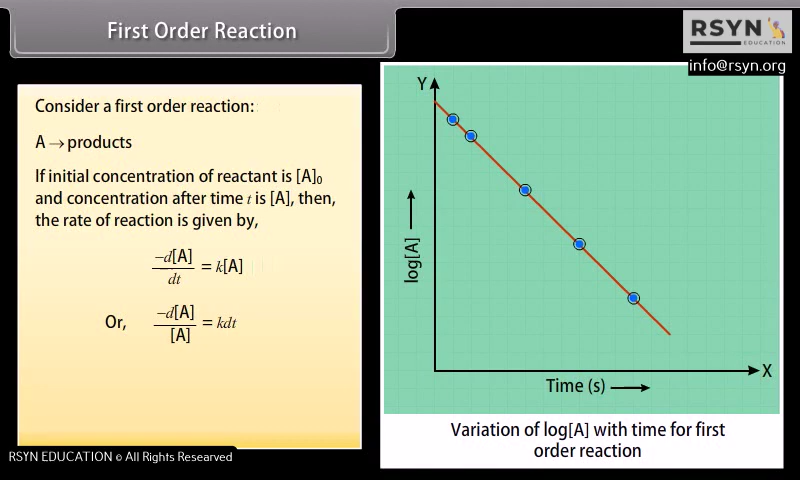 First Order Reaction
RSYN
EDUCATION
info@rsyn.org
Consider a first order reaction:
A → products
If initial concentration of reactant is [A]₀
and concentration after time t is [A], then,
the rate of reaction is given by,
-d[A]/dt = k[A]
Or, -d[A]/[A] = kdt
Y
log[A] →
X
Time (s) →
Variation of log[A] with time for first
order reaction
RSYN EDUCATION © All Rights Researved